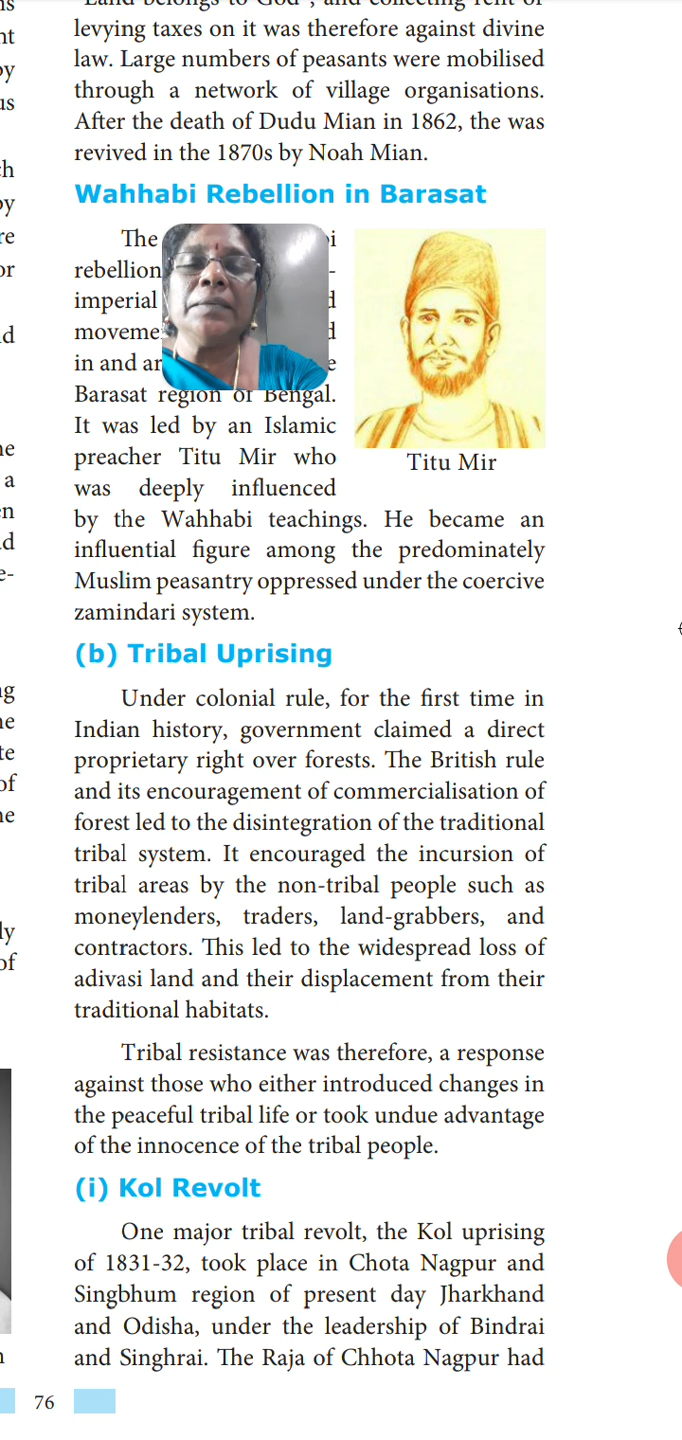 levying taxes on it was therefore against divine
law. Large numbers of peasants were mobilised
through a network of village organisations.
After the death of Dudu Mian in 1862, the was
revived in the 1870s by Noah Mian.
Wahhabi Rebellion in Barasat
The
rebellion
imperial
in and ar
Barasat region of Bengal.
It was led by an Islamic
preacher Titu Mir who
was deeply influenced
Titu Mir
by the Wahhabi teachings. He became an
influential figure among the predominately
Muslim peasantry oppressed under the coercive
zamindari system.
(b) Tribal Uprising
Under colonial rule, for the first time in
Indian history, government claimed a direct
proprietary right over forests. The British rule
and its encouragement of commercialisation of
forest led to the disintegration of the traditional
tribal system. It encouraged the incursion of
tribal areas by the non-tribal people such as
moneylenders, traders, land-grabbers, and
contractors. This led to the widespread loss of
adivasi land and their displacement from their
traditional habitats.
Tribal resistance was therefore, a response
against those who either introduced changes in
the peaceful tribal life or took undue advantage
of the innocence of the tribal people.
(i) Kol Revolt
One major tribal revolt, the Kol uprising
of 1831-32, took place in Chota Nagpur and
Singbhum region of present day Jharkhand
and Odisha, under the leadership of Bindrai
and Singhrai. The Raja of Chhota Nagpur had
76